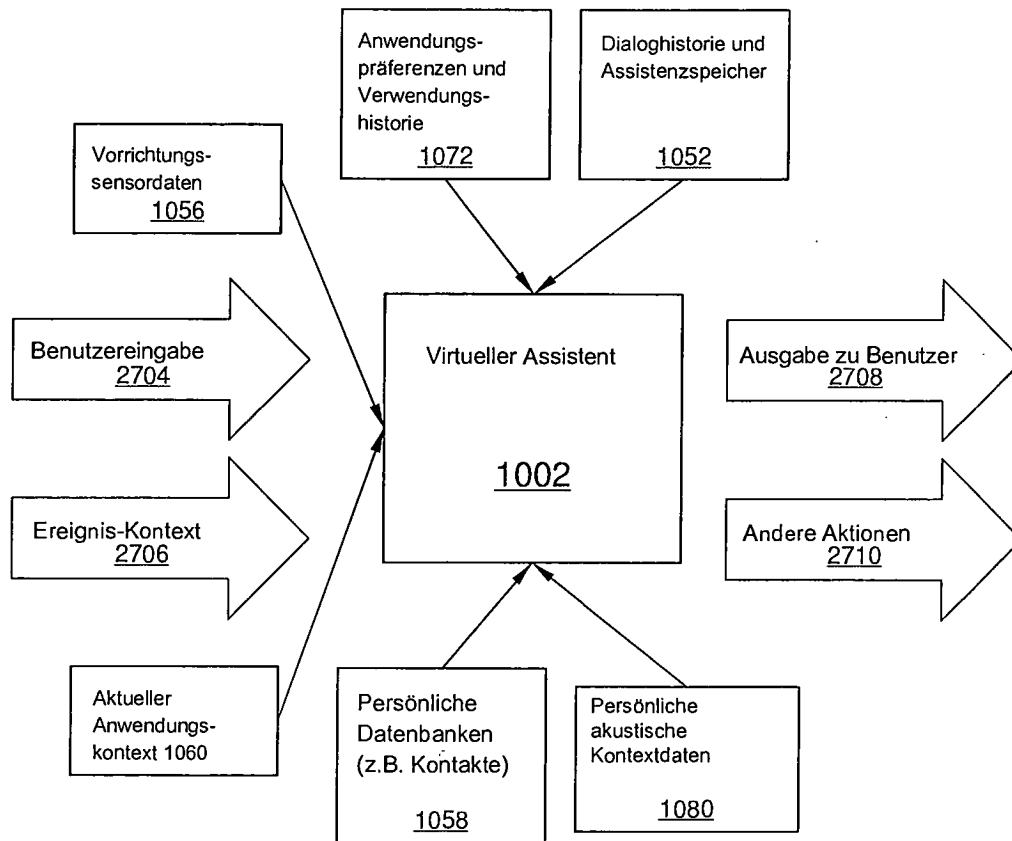 Anwendungs-
präferenzen und
Verwendungs-
historie
1072
Dialoghistorie und
Assistenzspeicher
1052
Vorrichtungs-
sensordaten
1056
Benutzereingabe
2704
Virtueller Assistent
1002
Ausgabe zu Benutzer
2708
Ereignis-Kontext
2706
Andere Aktionen
2710
Aktueller
Anwendungs-
kontext 1060
Persönliche
Datenbanken
(z.B. Kontakte)
1058
Persönliche
akustische
Kontextdaten
1080